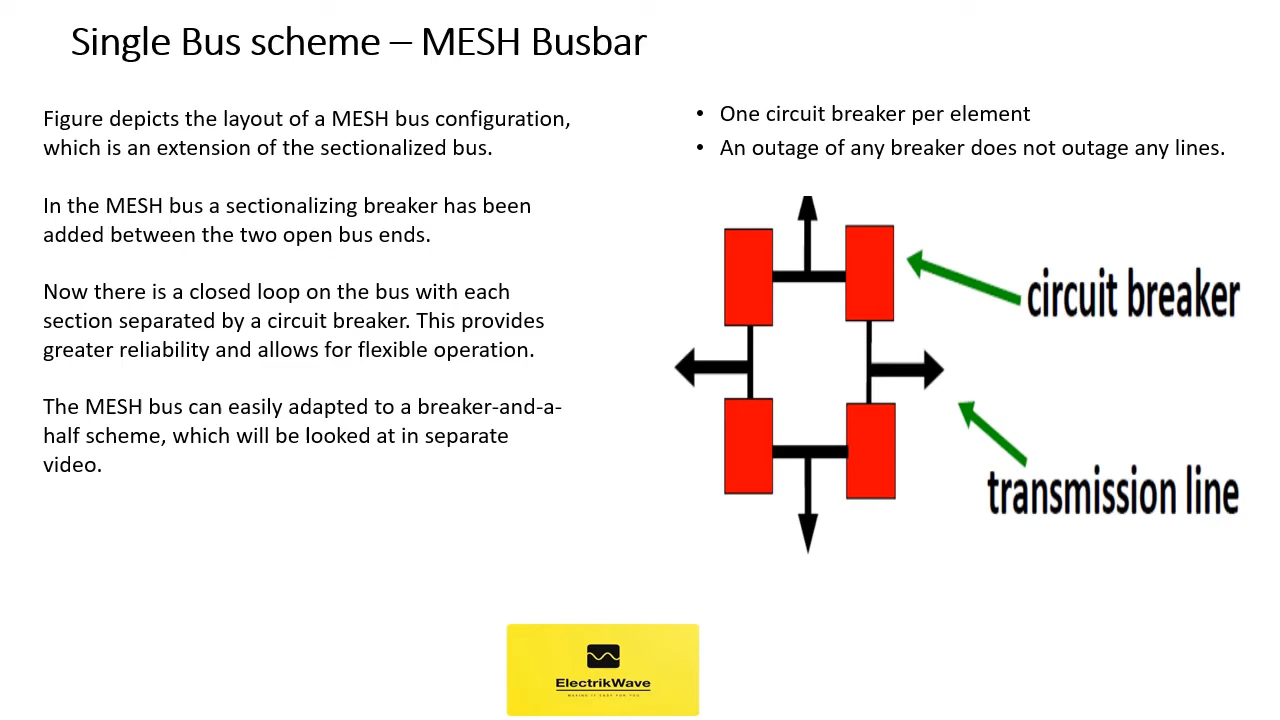 Single Bus scheme – MESH Busbar
Figure depicts the layout of a MESH bus configuration,
which is an extension of the sectionalized bus.
In the MESH bus a sectionalizing breaker has been
added between the two open bus ends.
Now there is a closed loop on the bus with each
section separated by a circuit breaker. This provides
greater reliability and allows for flexible operation.
The MESH bus can easily adapted to a breaker-and-a-
half scheme, which will be looked at in separate
video.
• One circuit breaker per element
• An outage of any breaker does not outage any lines.
circuit breaker
transmission line
ElectrikWave
MAKING IT EASY FOR YOU